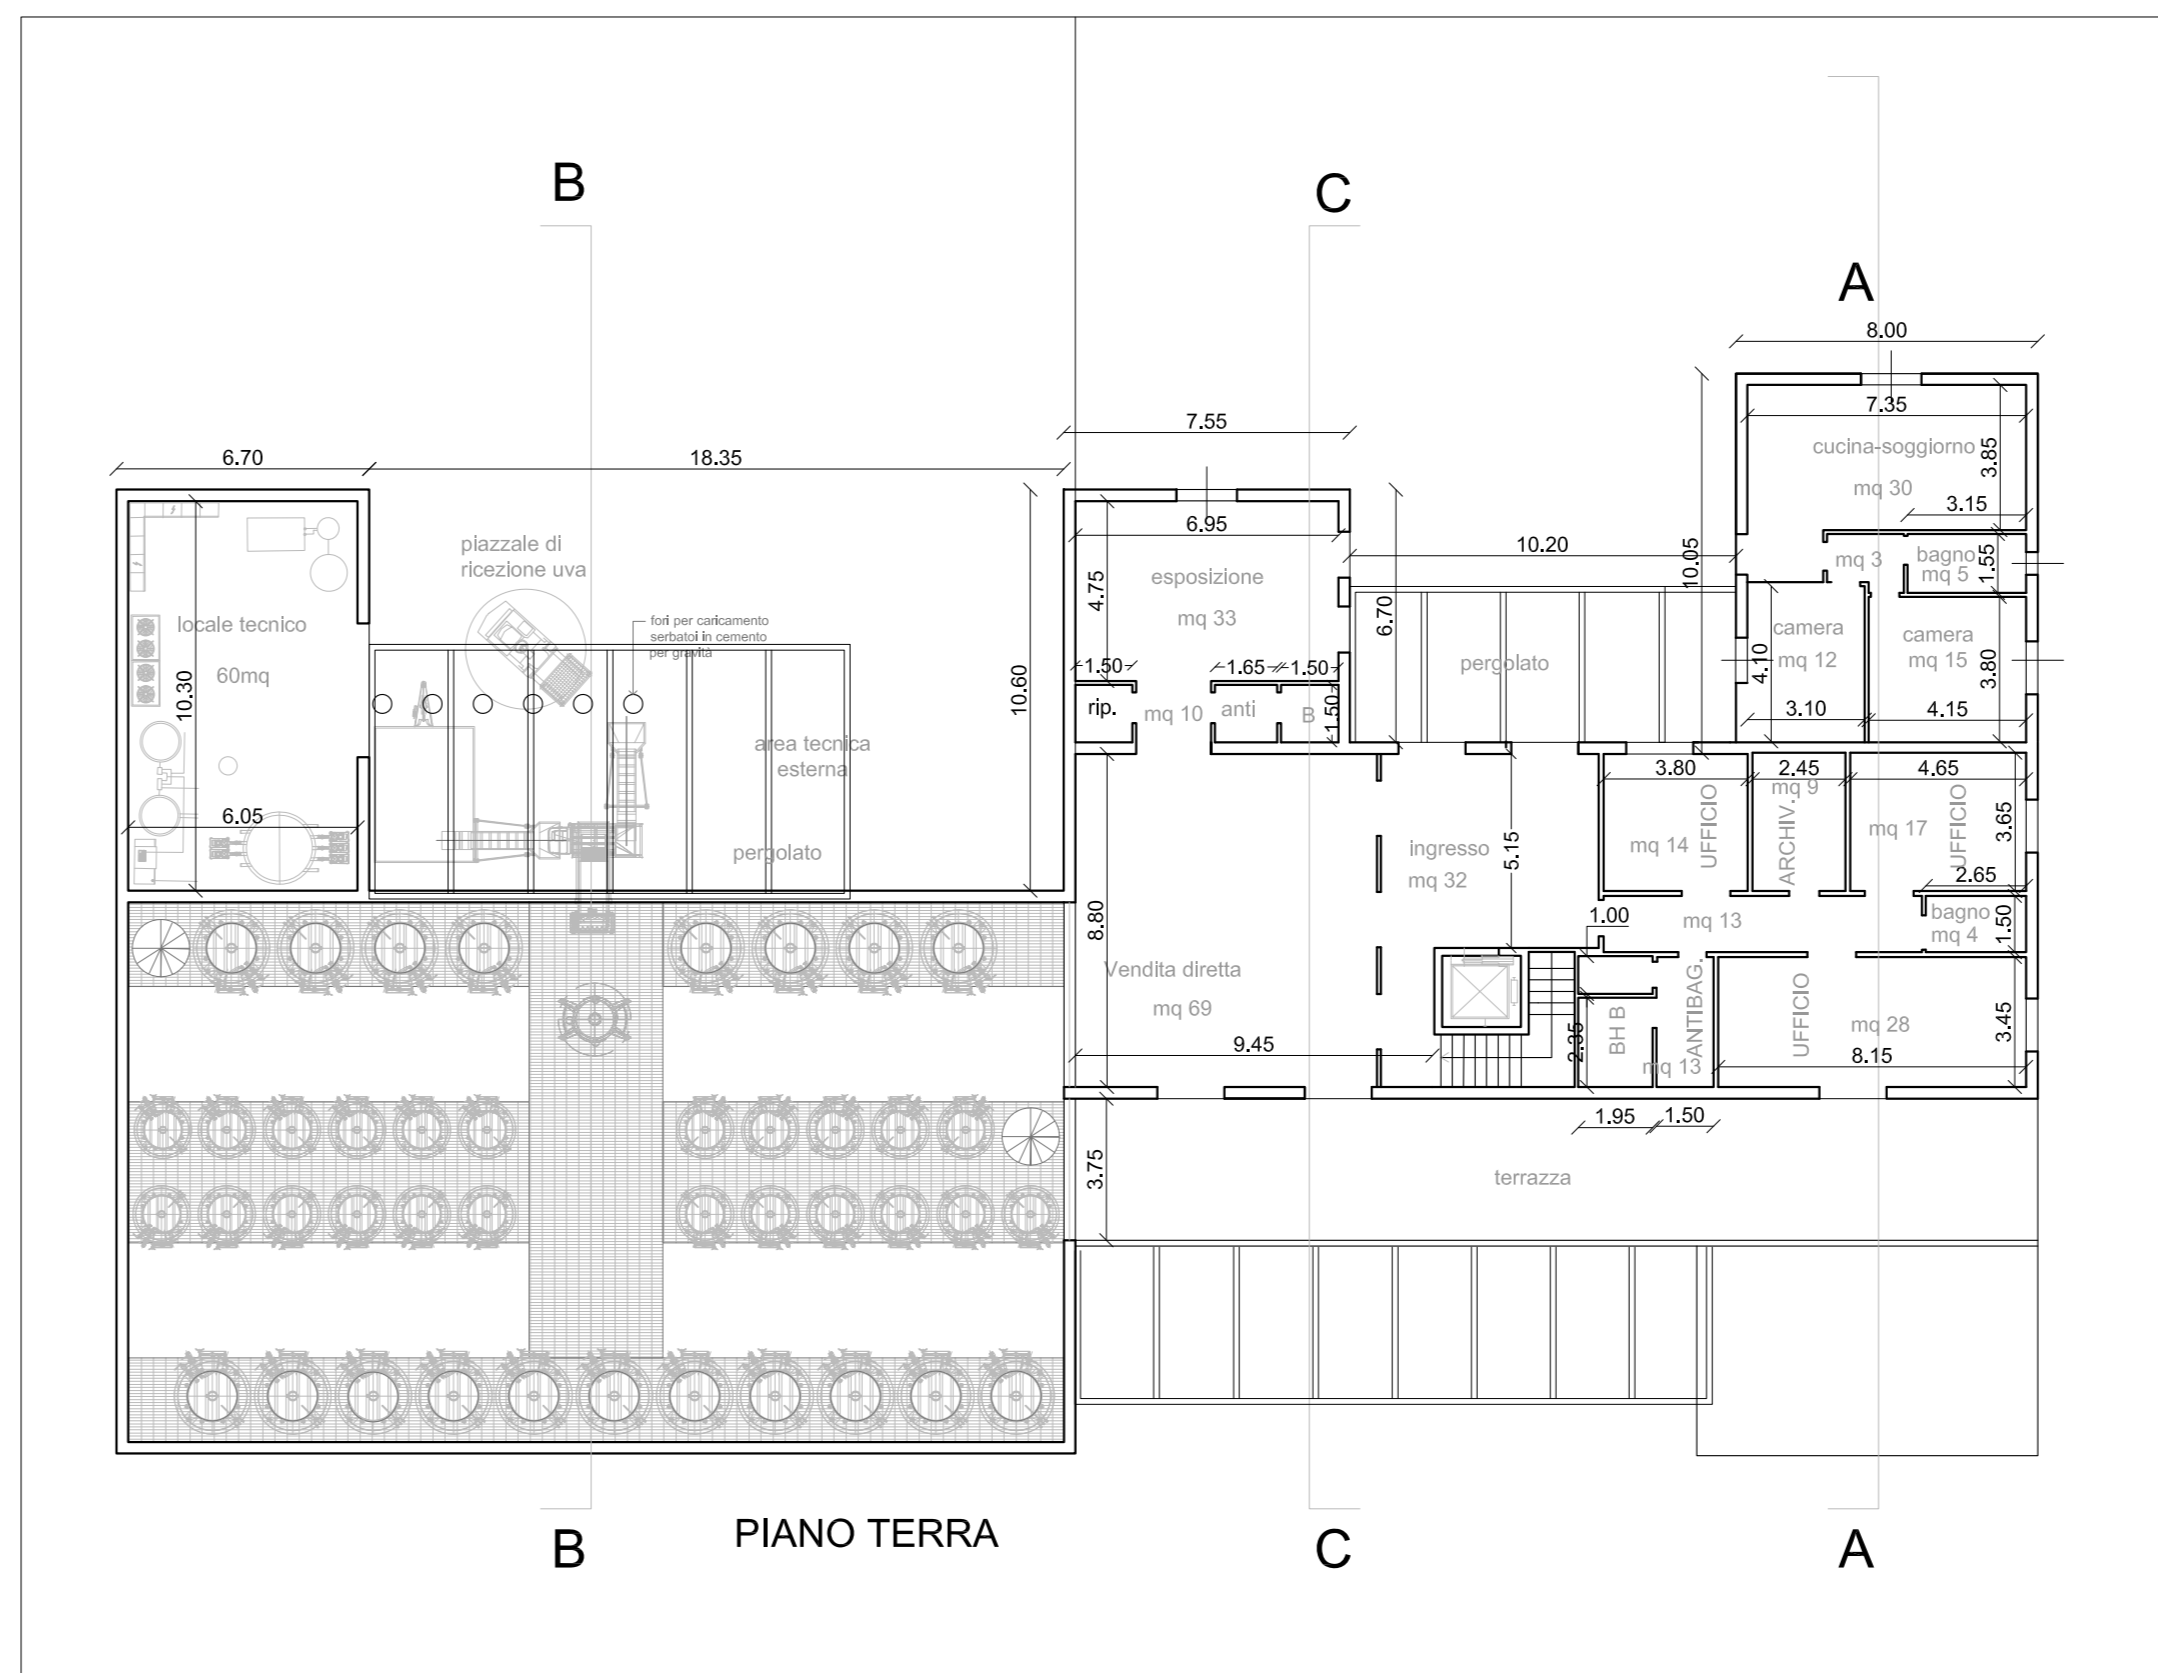 B
C
A
8.00
7.55
6.70
18.35
7.35
cucina-soggiorno
mq 30
3.85
3.15
10.05
6.95
10.20
piazzale di
ricezione uva
esposizione
mq 33
4.75
6.70
mq 3
bagno
mq 5
1.55
locale tecnico
60mq
10.30
fori per caricamento
serbatoi in cemento
per gravità
10.60
pergolato
camera
mq 12
4.10
camera
mq 15
3.80
1.50
1.65
1.50
rip.
mq 10
anti
B
1.50
3.10
4.15
area tecnica
esterna
3.80
2.45
4.65
mq 9
6.05
pergolato
ingresso
mq 32
5.15
mq 14
UFFICIO
ARCHIV.
mq 17
UFFICIO
3.65
2.65
8.80
1.00
mq 13
bagno
mq 4
1.50
Vendita diretta
mq 69
9.45
2.35
BH B
ANTIBAG.
mq 13
UFFICIO
mq 28
8.15
3.45
1.95
1.50
3.75
terrazza
PIANO TERRA
B
C
A